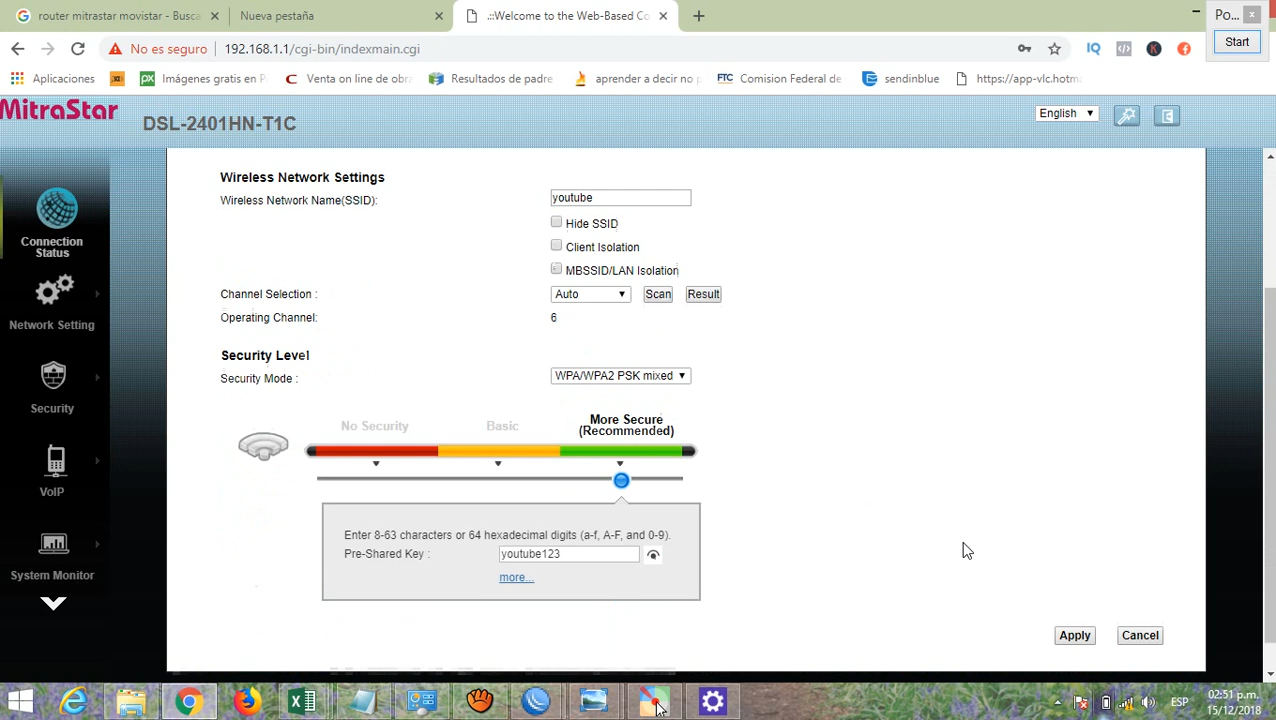 router mitrastar movistar - Busca
Nueva pestaña
.::Welcome to the Web-Based Co
Po...
Start
No es seguro 192.168.1.1/cgi-bin/indexmain.cgi
Aplicaciones
Imágenes gratis en P
Venta on line de obra
Resultados de padre
aprender a decir no p
FTC Comision Federal de
sendinblue
https://app-vlc.hotm
MitraStar
DSL-2401HN-T1C
English
Connection
Status
Network Setting
Security
VoIP
System Monitor
Wireless Network Settings
Wireless Network Name(SSID): youtube
Hide SSID
Client Isolation
MBSSID/LAN Isolation
Channel Selection : Auto Scan Result
Operating Channel: 6
Security Level
Security Mode : WPA/WPA2 PSK mixed
No Security Basic More Secure
(Recommended)
Enter 8-63 characters or 64 hexadecimal digits (a-f, A-F, and 0-9).
Pre-Shared Key : youtube123
more...
Apply Cancel
ESP
02:51 p.m.
15/12/2018